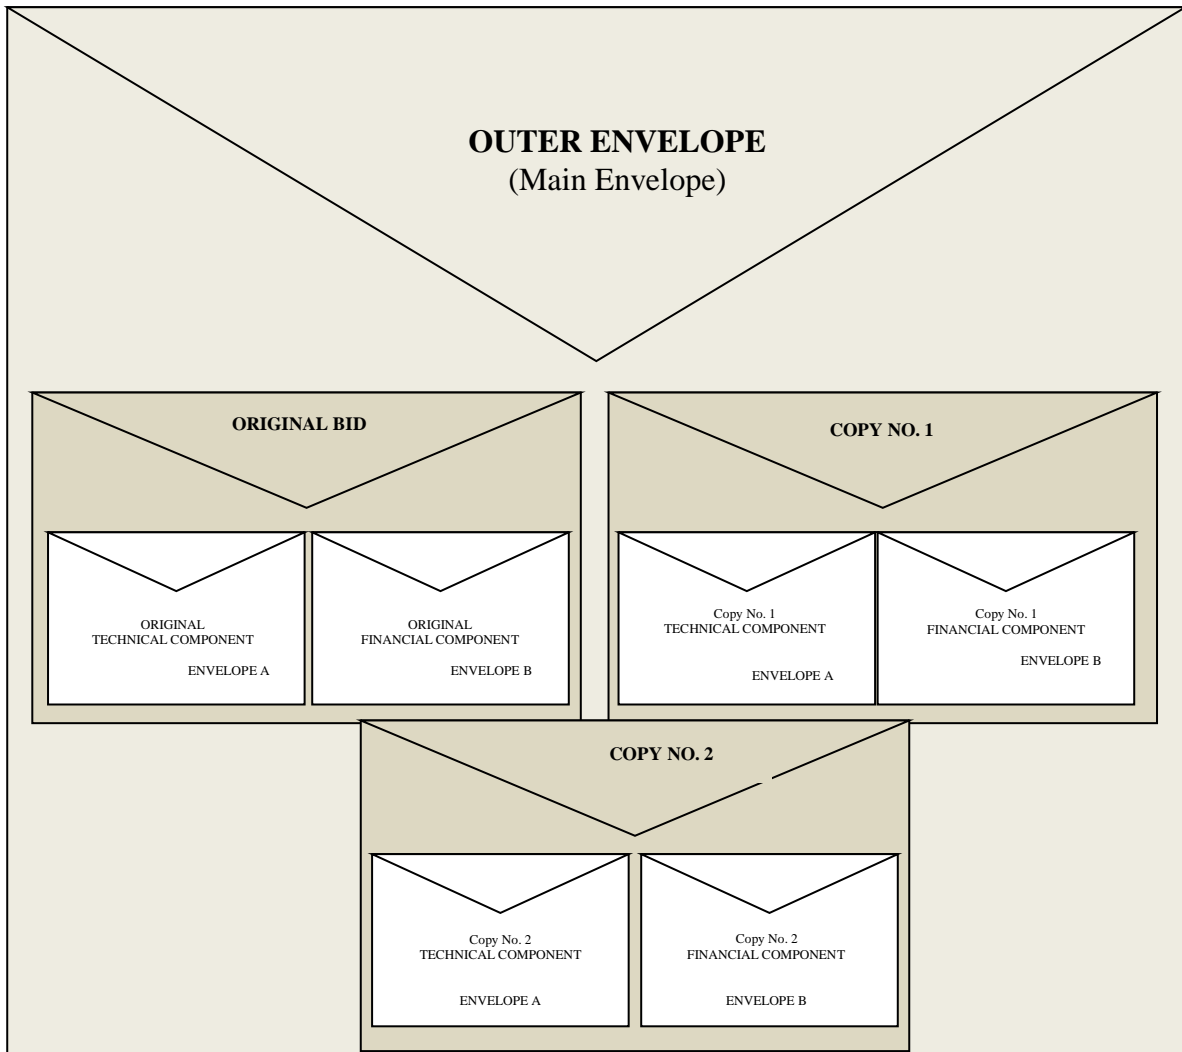 OUTER ENVELOPE
(Main Envelope)
ORIGINAL BID
ORIGINAL
TECHNICAL COMPONENT
ENVELOPE A
ORIGINAL
FINANCIAL COMPONENT
ENVELOPE B
COPY NO. 1
Copy No. 1
TECHNICAL COMPONENT
ENVELOPE A
Copy No. 1
FINANCIAL COMPONENT
ENVELOPE B
COPY NO. 2
Copy No. 2
TECHNICAL COMPONENT
ENVELOPE A
Copy No. 2
FINANCIAL COMPONENT
ENVELOPE B